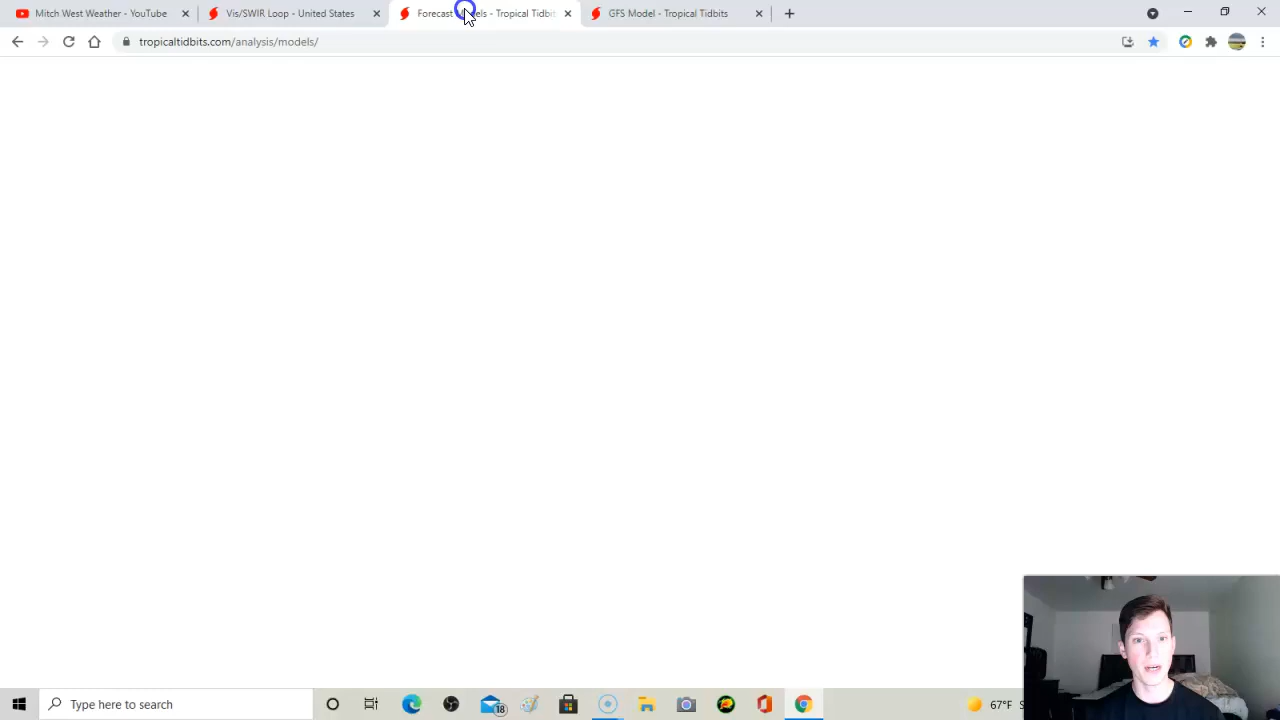 Mitch West Weather - YouTube
Vis/SWIR Loop - United States
Forecast
els - Tropical Tidbit
GFS Model - Tropical Tidbits
tropicaltidbits.com/analysis/models/
Type here to search
18
67°F S